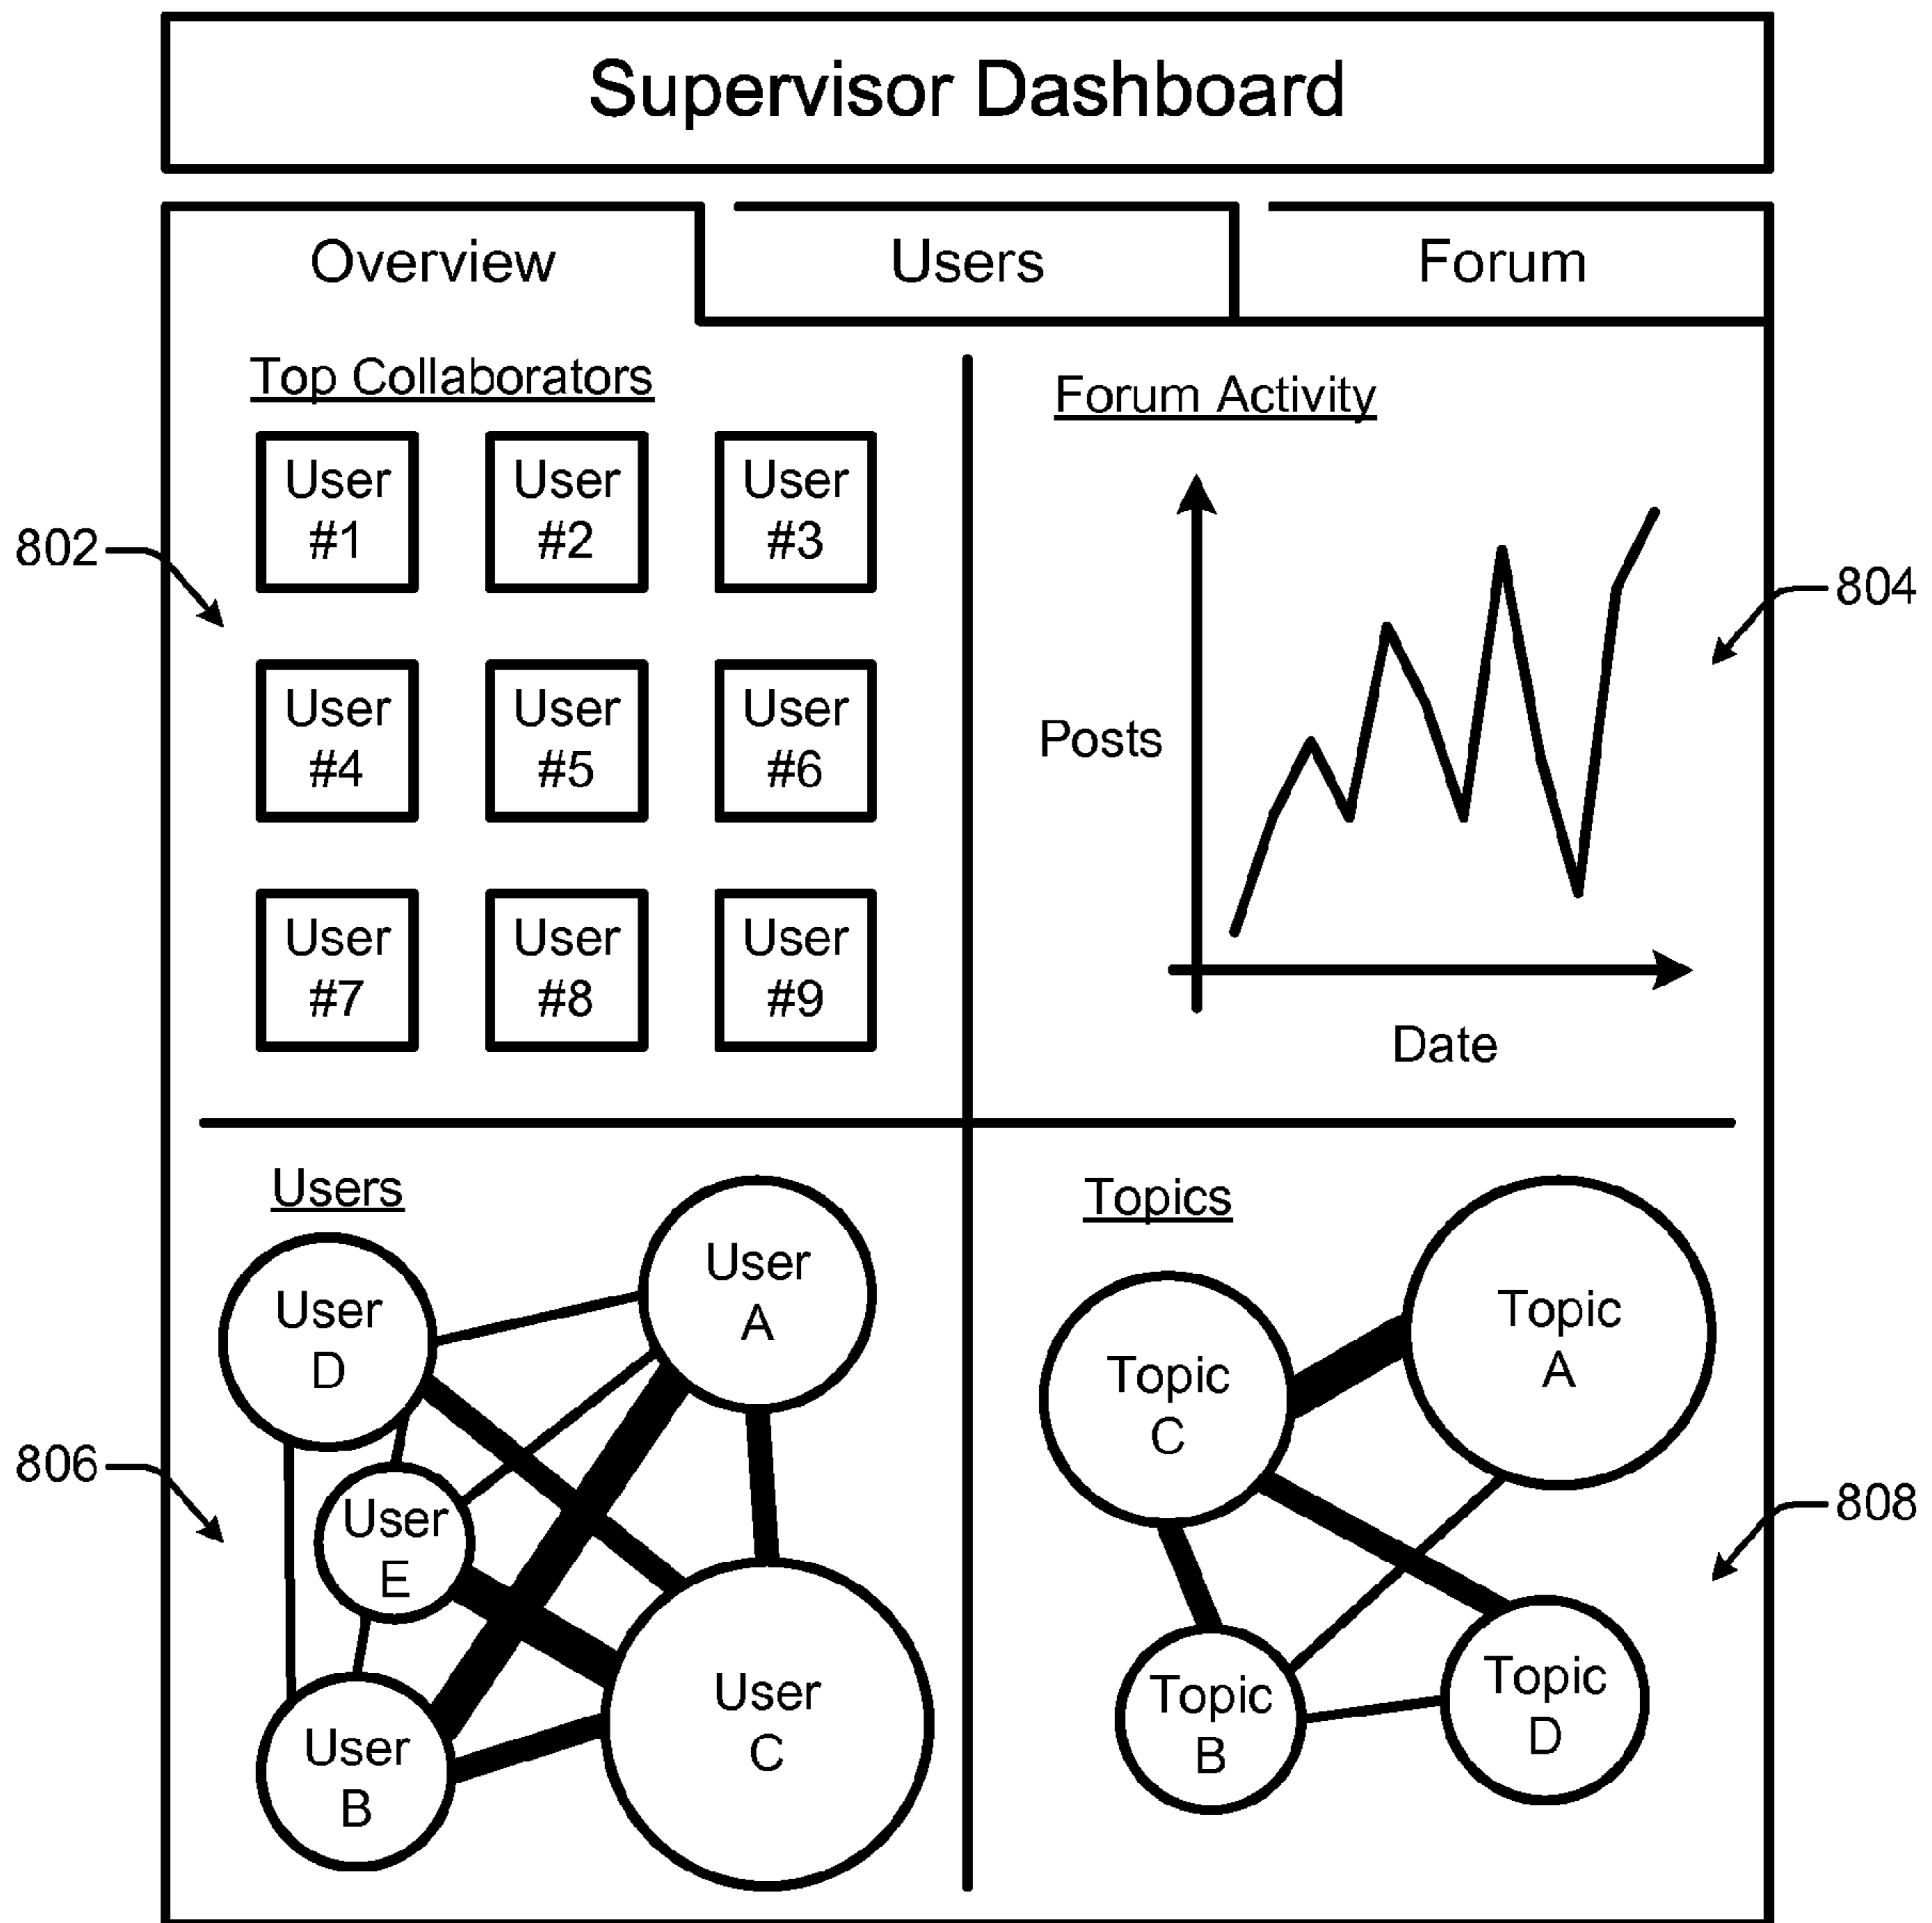 Supervisor Dashboard
Overview
Users
Forum
Top Collaborators
User
#1
User
#2
User
#3
User
#4
User
#5
User
#6
User
#7
User
#8
User
#9
802
Forum Activity
Posts
Date
804
Users
User
D
User
A
User
E
User
B
User
C
806
Topics
Topic
A
Topic
C
Topic
B
Topic
D
808